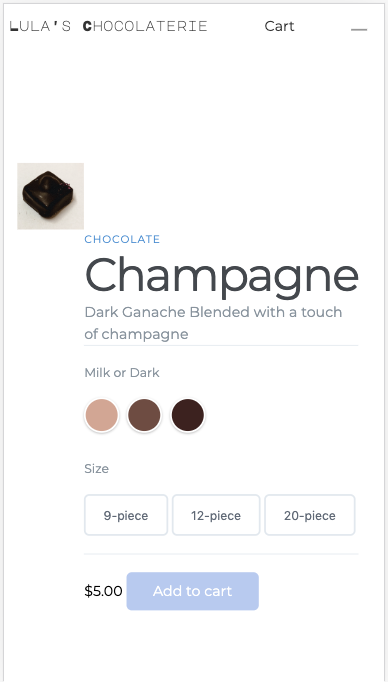 Lula's Chocolaterie Cart
CHOCOLATE
Champagne
Dark Ganache Blended with a touch
of champagne
Milk or Dark
Size
9-piece 12-piece 20-piece
$5.00 Add to cart